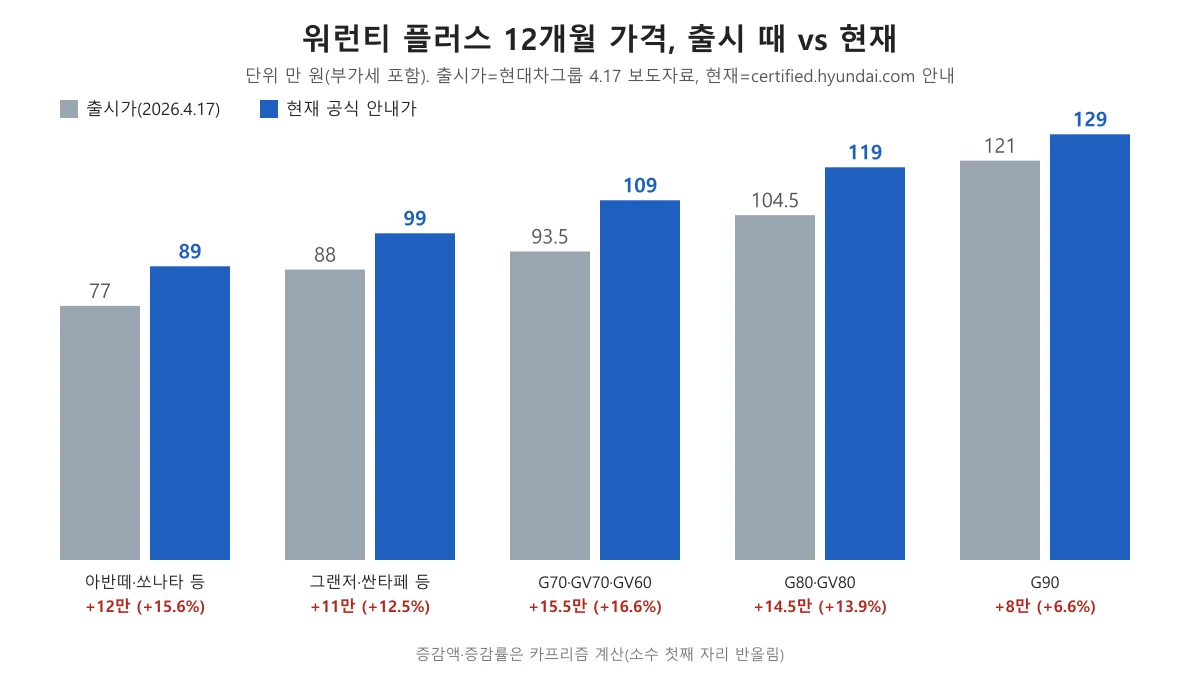 워런티 플러스 12개월 가격, 출시 때 vs 현재
단위 만 원(부가세 포함). 출시가=현대차그룹 4.17 보도자료, 현재=certified.hyundai.com 안내
출시가(2026.4.17) 현재 공식 안내가
77 89 88 99 93.5 109 104.5 119 121 129
아반떼·쏘나타 등 그랜저·싼타페 등 G70·GV70·GV60 G80·GV80 G90
+12만 (+15.6%) +11만 (+12.5%) +15.5만 (+16.6%) +14.5만 (+13.9%) +8만 (+6.6%)
증감액·증감률은 카프리즘 계산(소수 첫째 자리 반올림)